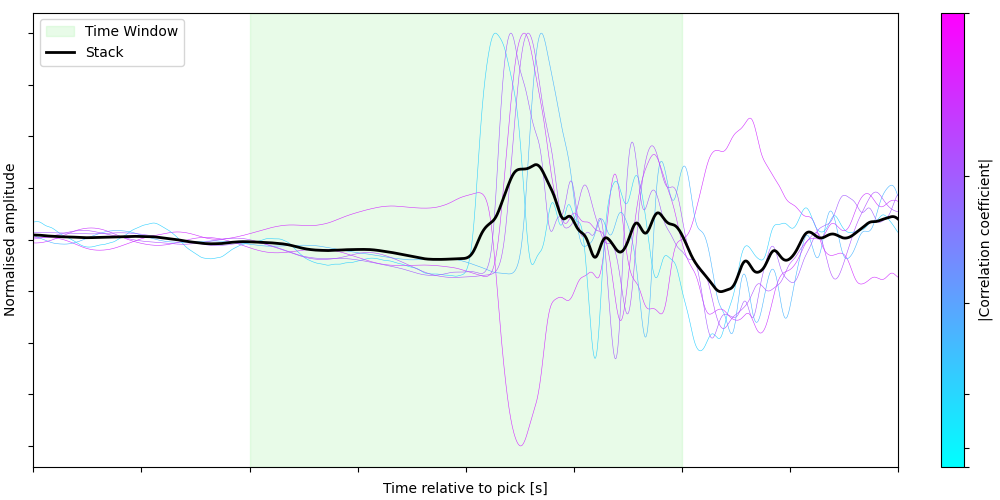 Time Window
Stack
Normalised amplitude
Time relative to pick [s]
|Correlation coefficient|